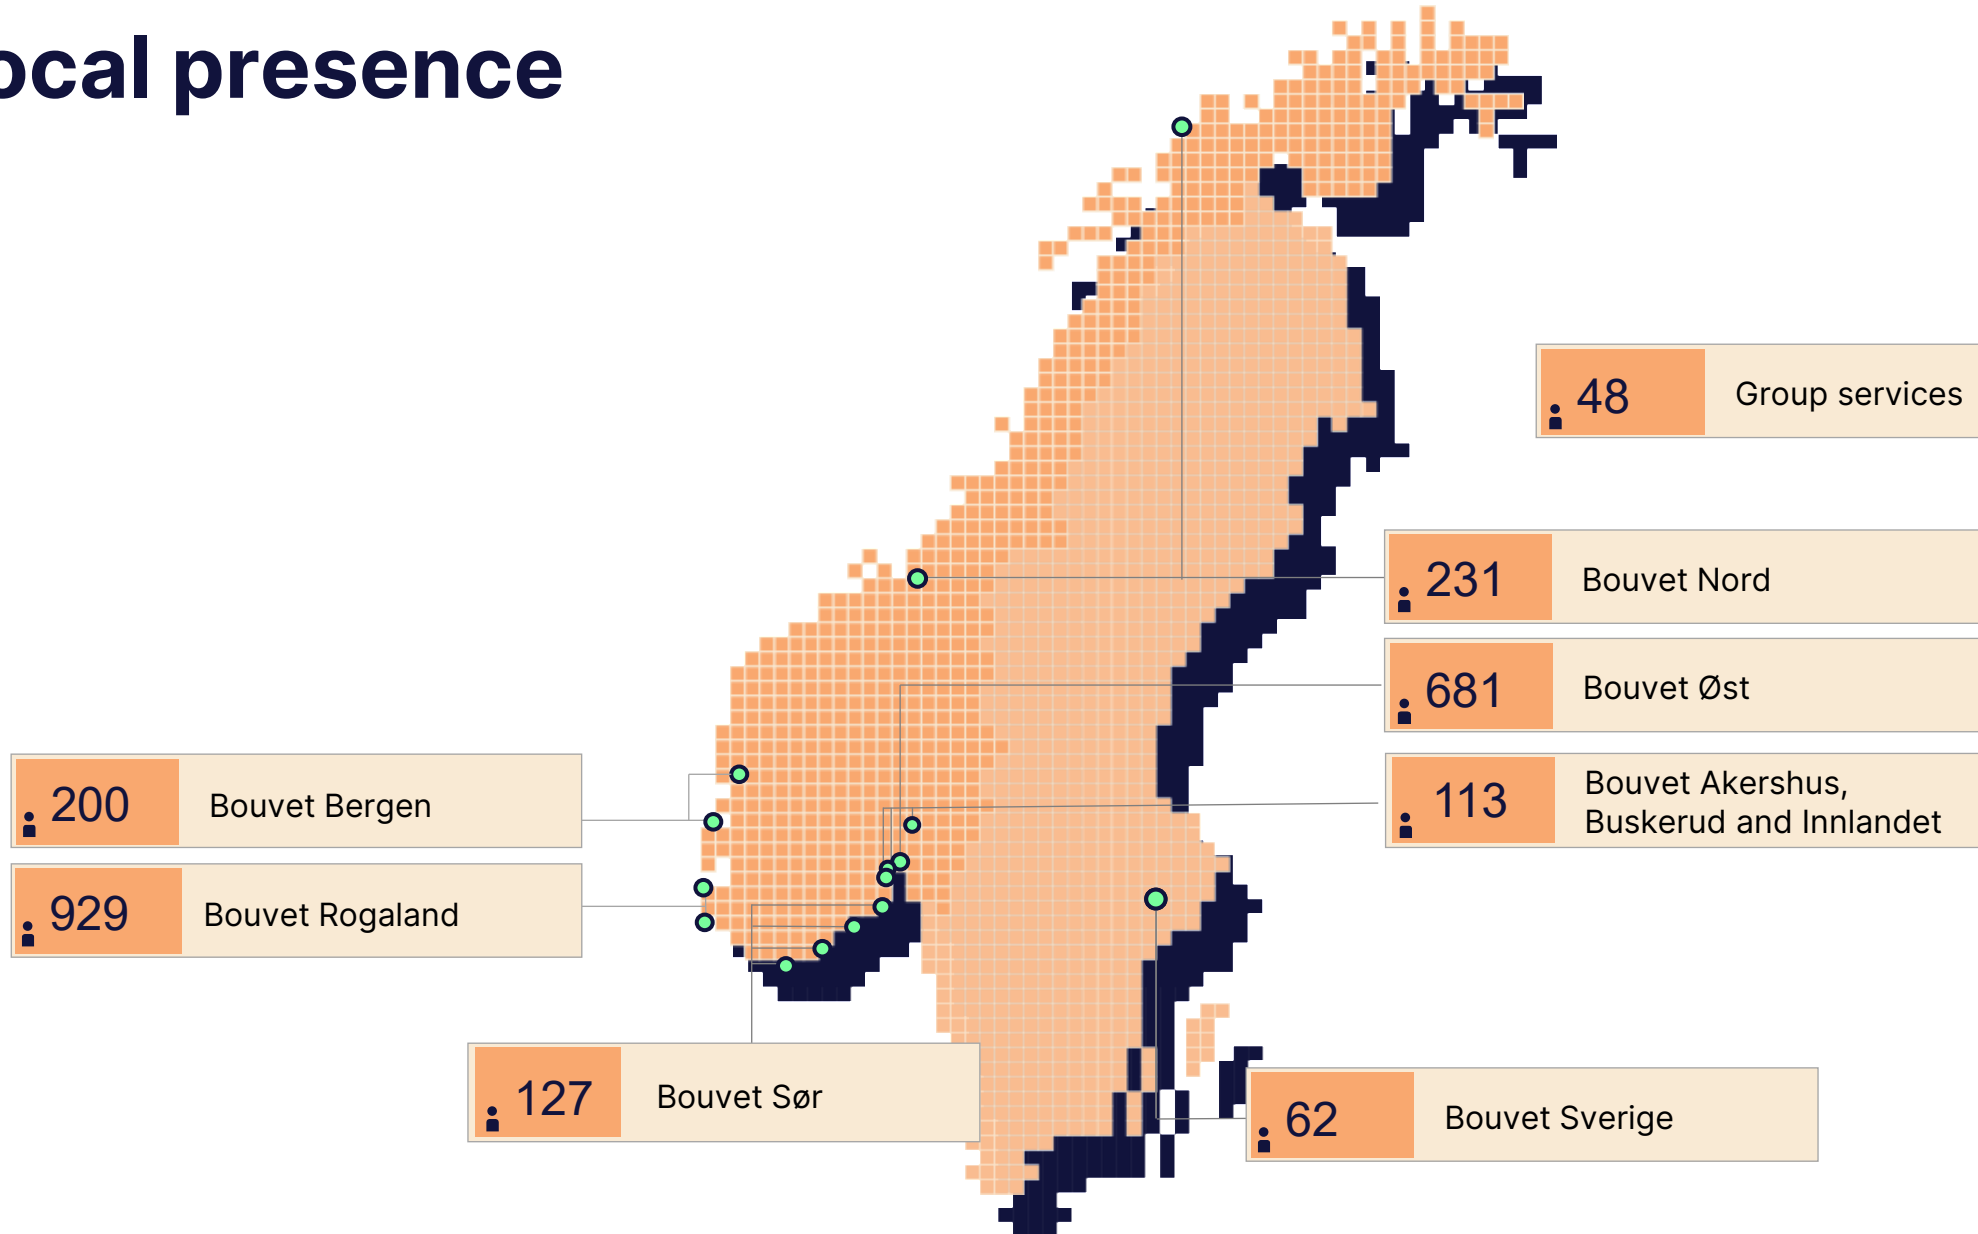 ocal presence
48
Group services
231
Bouvet Nord
681
Bouvet Øst
113
Bouvet Akershus,
Buskerud and Innlandet
200
Bouvet Bergen
929
Bouvet Rogaland
127
Bouvet Sør
62
Bouvet Sverige